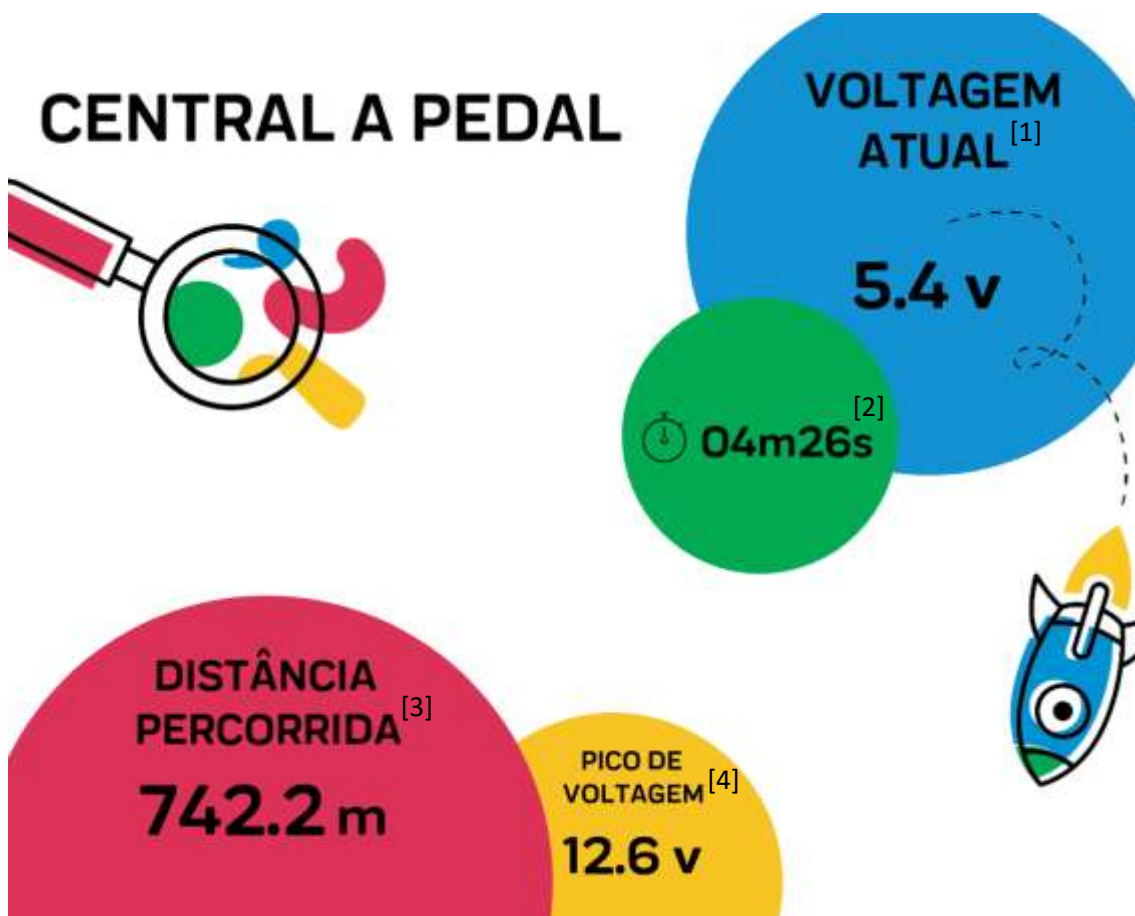 CENTRAL A PEDAL
VOLTAGEM
ATUAL [1]
5.4 v
04m26s [2]
DISTÂNCIA
PERCORRIDA [3]
742.2 m
PICO DE
VOLTAGEM [4]
12.6 v